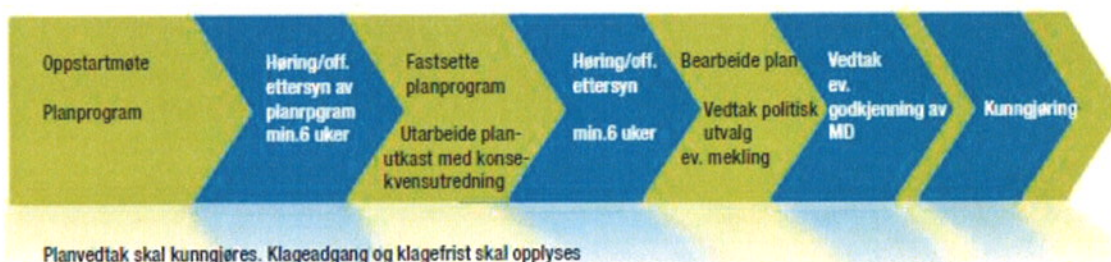 Oppstartmøte
Planprogram
Høring/off.
ettersyn av
planrpgram
min.6 uker
Fastsette
planprogram
Utarbeide plan-
utkast med konse-
kvensutredning
Høring/off.
ettersyn
min.6 uker
Bearbeide plan
Vedtak politisk
utvalg
ev. mekling
Vedtak
ev.
godkjenning av
MD
Kunngjøring
Planvedtak skal kunngjøres. Klageadgang og klagefrist skal opplyses